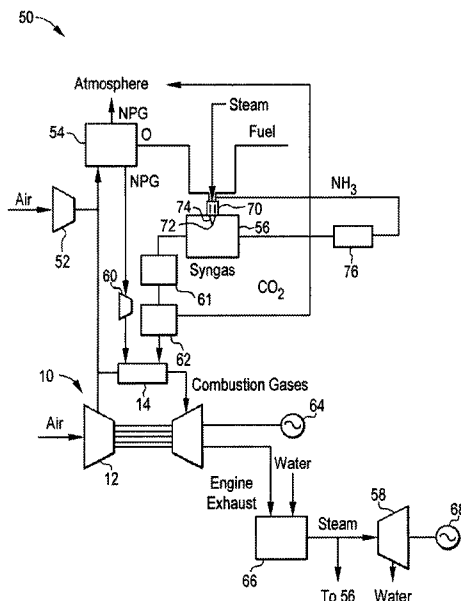 50
Atmosphere
NPG
Steam
54
O
Fuel
NPG
NH3
Air
74
70
72
56
52
76
Syngas
60
61
CO2
62
10
14
Combustion Gases
64
Air
12
Water
Engine
Exhaust
58
Steam
68
66
To 56
Water